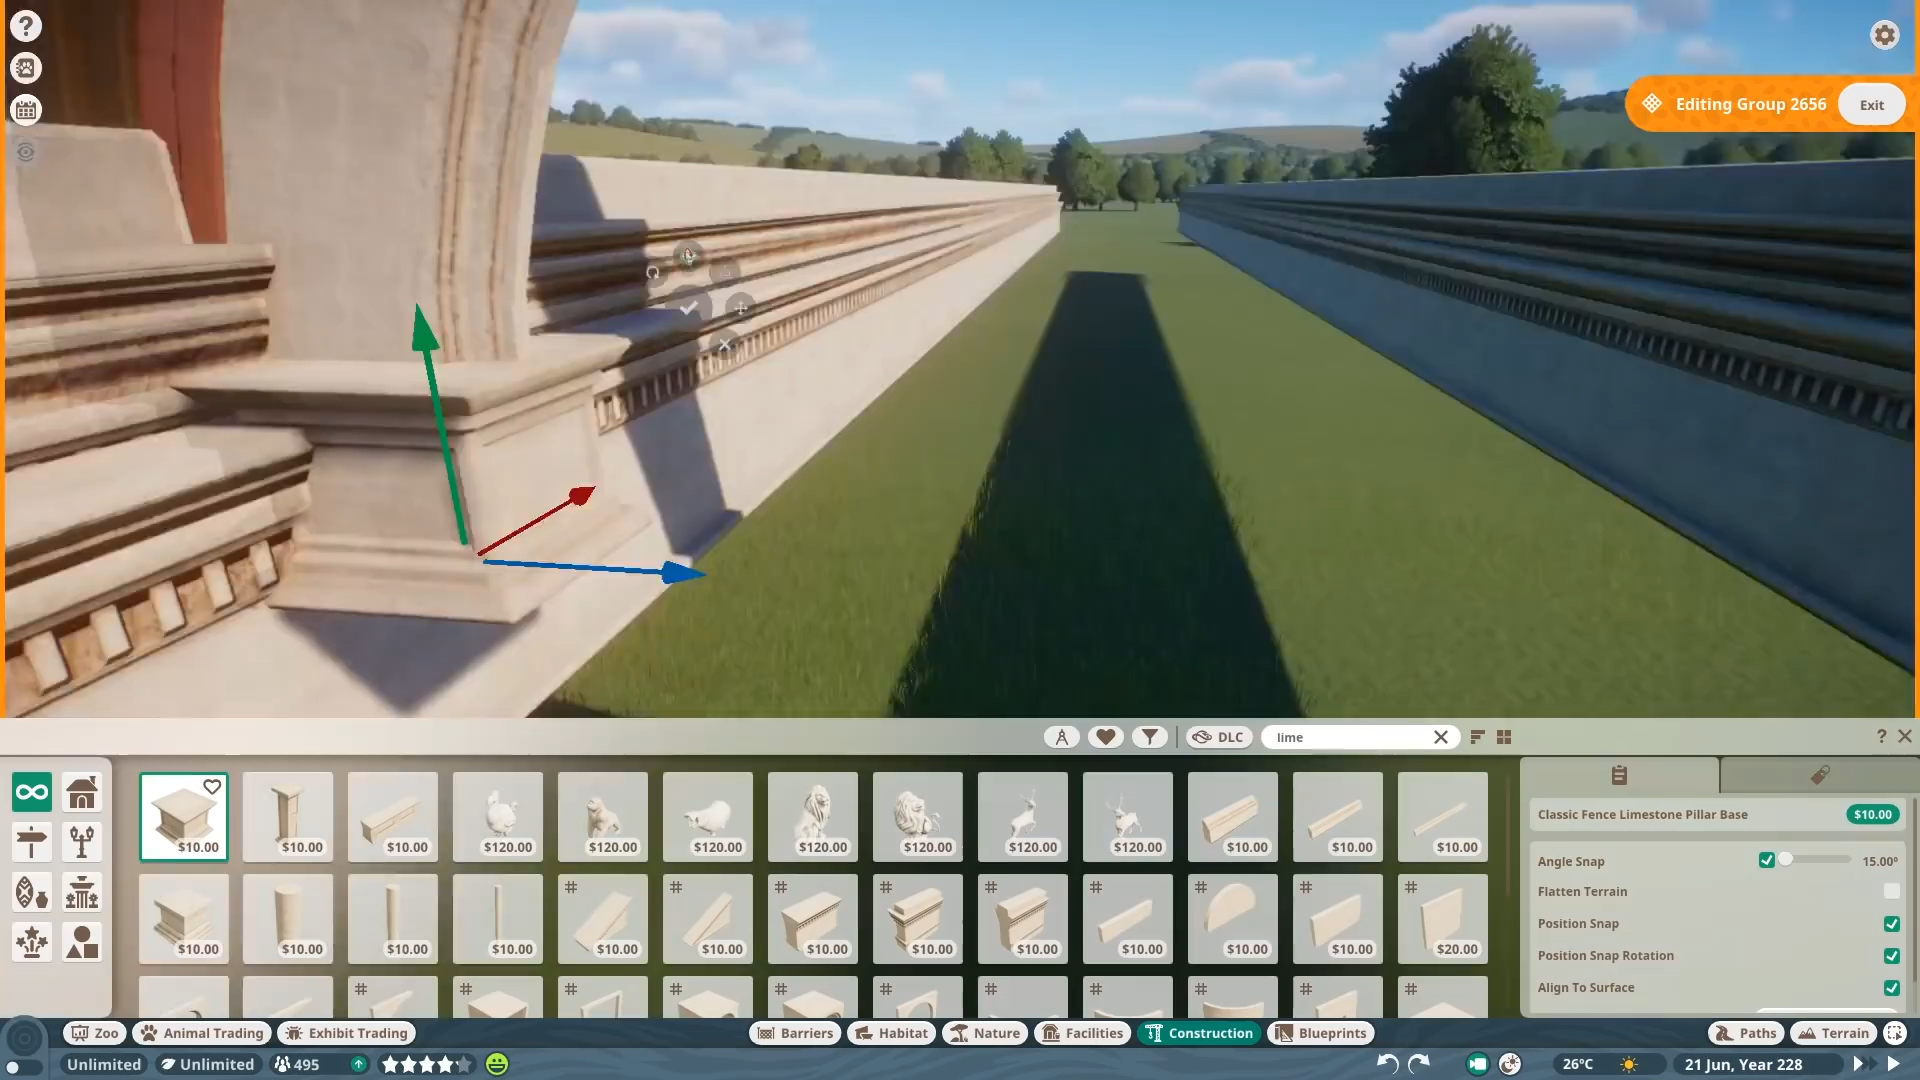 ?
Editing Group 2656
Exit
DLC
lime
?
$10.00 $10.00 $10.00 $120.00 $120.00 $120.00 $120.00 $120.00 $120.00 $120.00 $10.00 $10.00 $10.00
# # # # # # # # #
$10.00 $10.00 $10.00 $10.00 $10.00 $10.00 $10.00 $10.00 $10.00 $10.00 $10.00 $10.00 $20.00
# # # # # # # # # # #
Classic Fence Limestone Pillar Base
$10.00
Angle Snap
15.00°
Flatten Terrain
Position Snap
Position Snap Rotation
Align To Surface
Zoo
Animal Trading
Exhibit Trading
Barriers
Habitat
Nature
Facilities
Construction
Blueprints
Paths
Terrain
Unlimited
Unlimited
495
26°C
21 Jun, Year 228